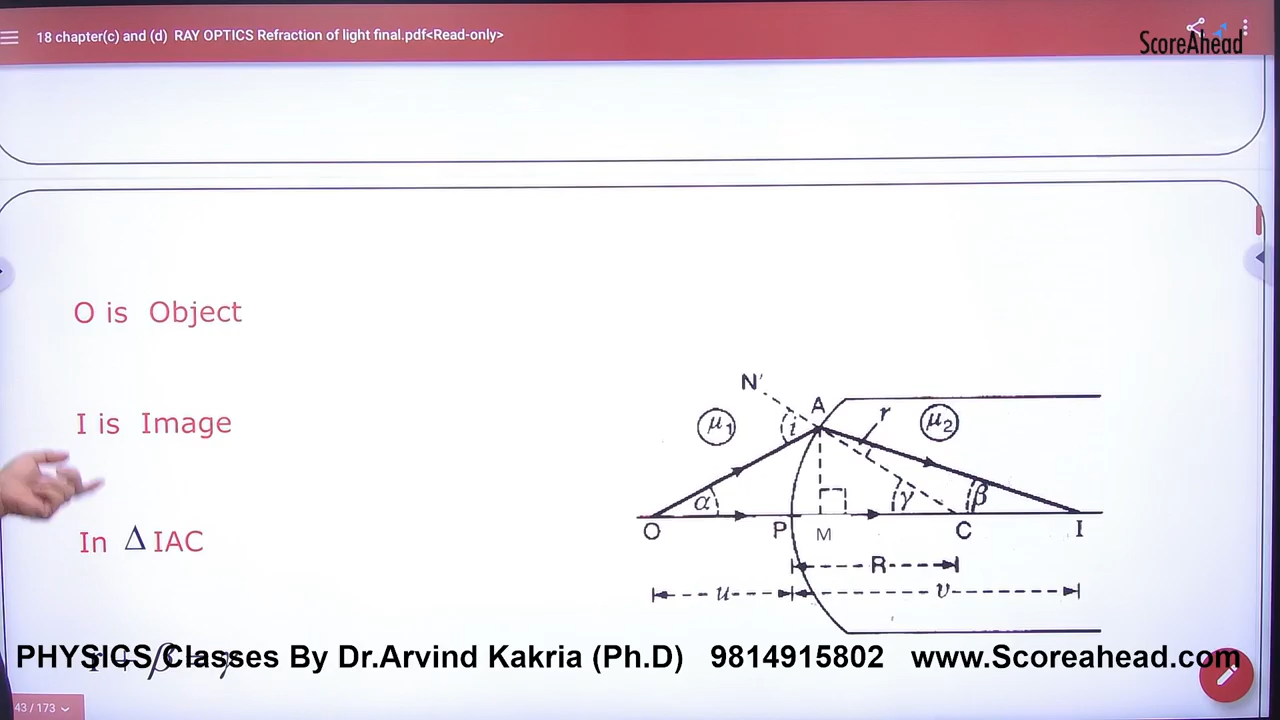 18 chapter(c) and (d) RAY OPTICS Refraction of light final.pdf<Read-only>
ScoreAhead
O is Object
I is Image
In Δ IAC
r + β = γ
N'
A
μ1
i
r
μ2
α
γ
β
O
P
M
C
I
R
u
υ
PHYSICS Classes By Dr.Arvind Kakria (Ph.D) 9814915802 www.Scoreahead.com
43 / 173